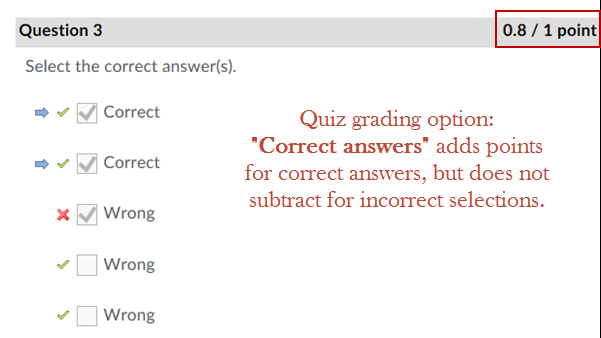 Question 3 0.8 / 1 point
Select the correct answer(s).
Correct
Correct
Wrong
Wrong
Wrong
Quiz grading option:
"Correct answers" adds points
for correct answers, but does not
subtract for incorrect selections.